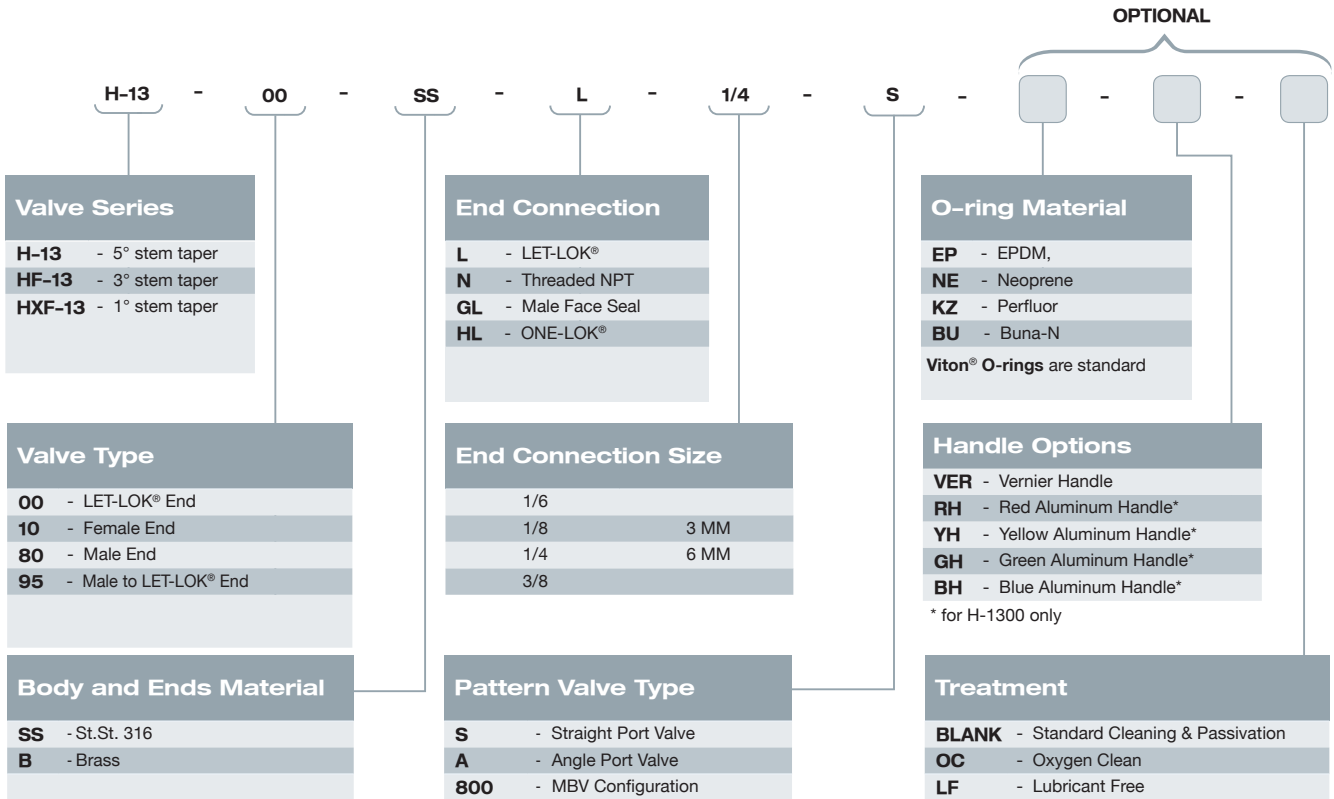 OPTIONAL
H-13 - 00 - SS - L - 1/4 - S - - -
Valve Series
H-13 - 5° stem taper
HF-13 - 3° stem taper
HXF-13 - 1° stem taper
End Connection
L - LET-LOK®
N - Threaded NPT
GL - Male Face Seal
HL - ONE-LOK®
O-ring Material
EP - EPDM,
NE - Neoprene
KZ - Perfluor
BU - Buna-N
Viton® O-rings are standard
Valve Type
00 - LET-LOK® End
10 - Female End
80 - Male End
95 - Male to LET-LOK® End
End Connection Size
1/6
1/8 3 MM
1/4 6 MM
3/8
Handle Options
VER - Vernier Handle
RH - Red Aluminum Handle*
YH - Yellow Aluminum Handle*
GH - Green Aluminum Handle*
BH - Blue Aluminum Handle*
* for H-1300 only
Body and Ends Material
SS - St.St. 316
B - Brass
Pattern Valve Type
S - Straight Port Valve
A - Angle Port Valve
800 - MBV Configuration
Treatment
BLANK - Standard Cleaning & Passivation
OC - Oxygen Clean
LF - Lubricant Free